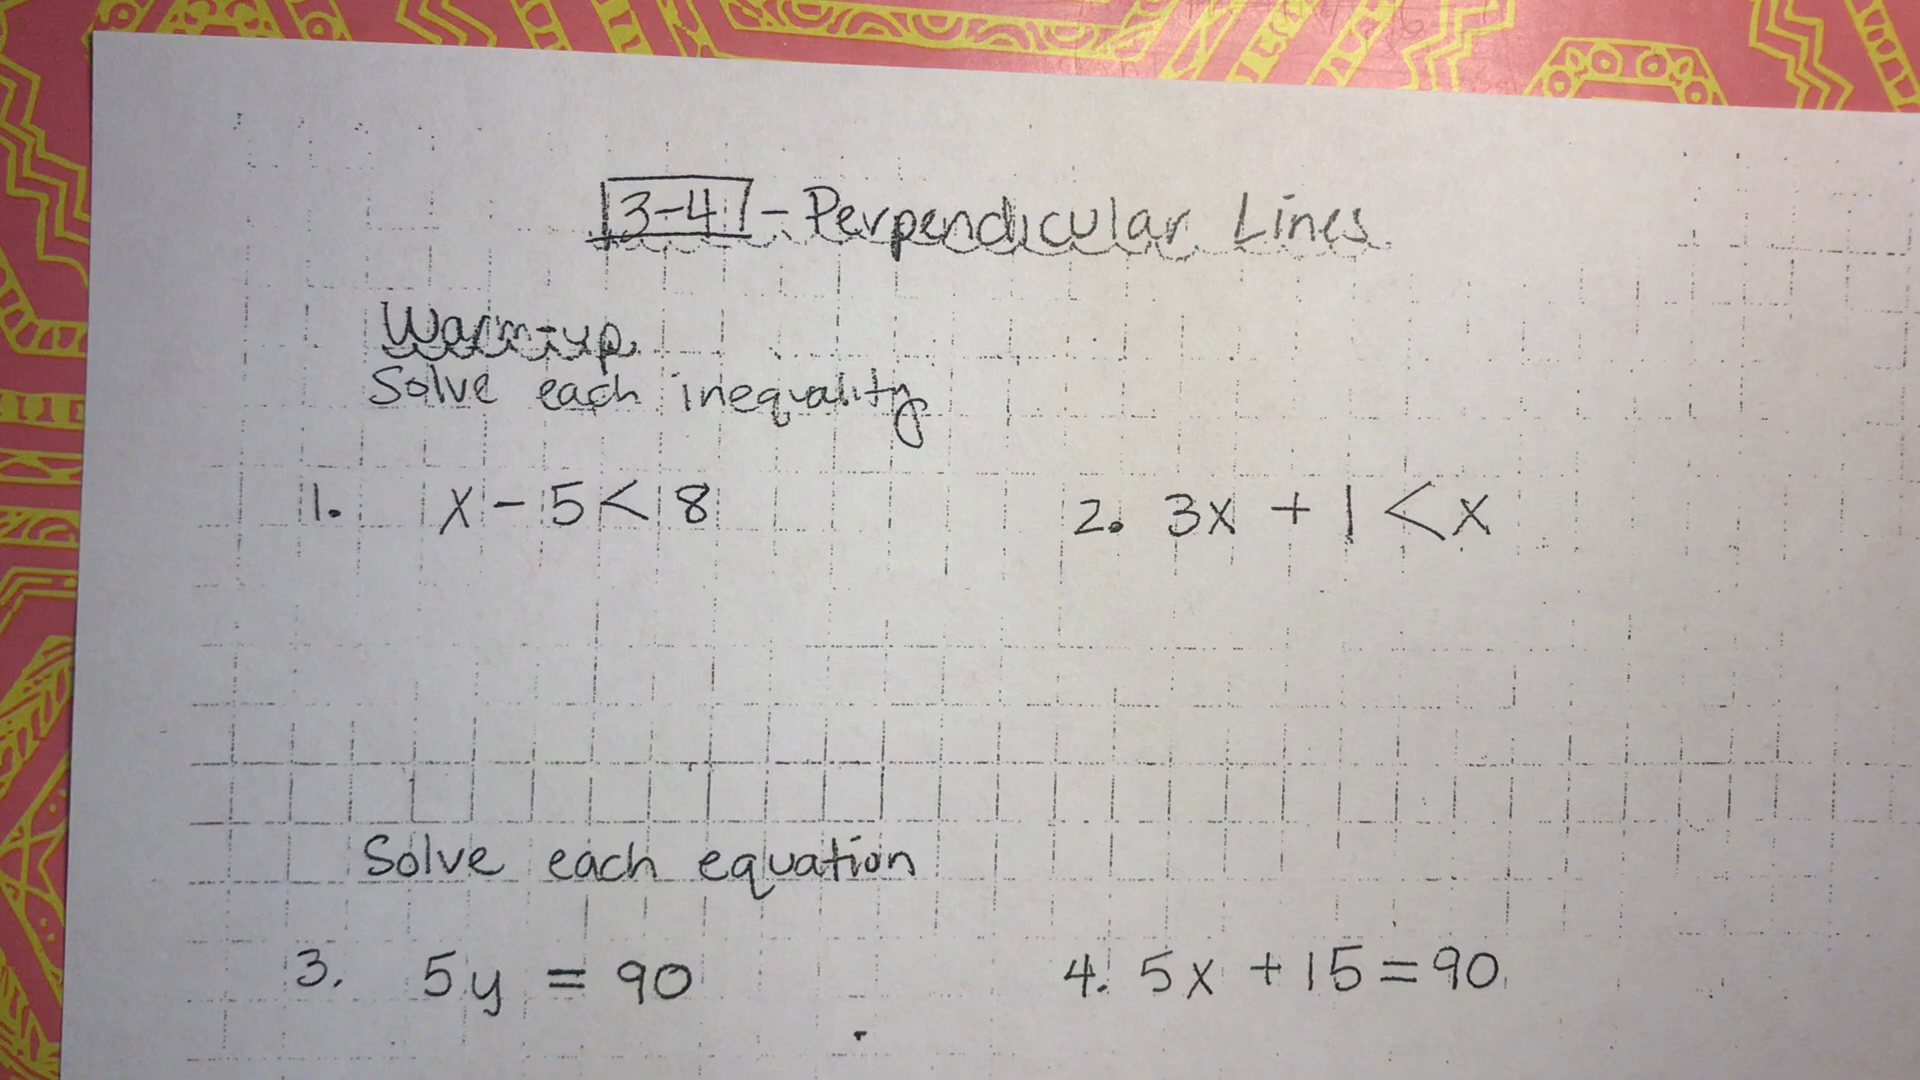 3-4 - Perpendicular Lines
Warm-up
Solve each inequality
1. x - 5 < 8
2. 3x + 1 < x
Solve each equation
3. 5y = 90
4. 5x + 15 = 90